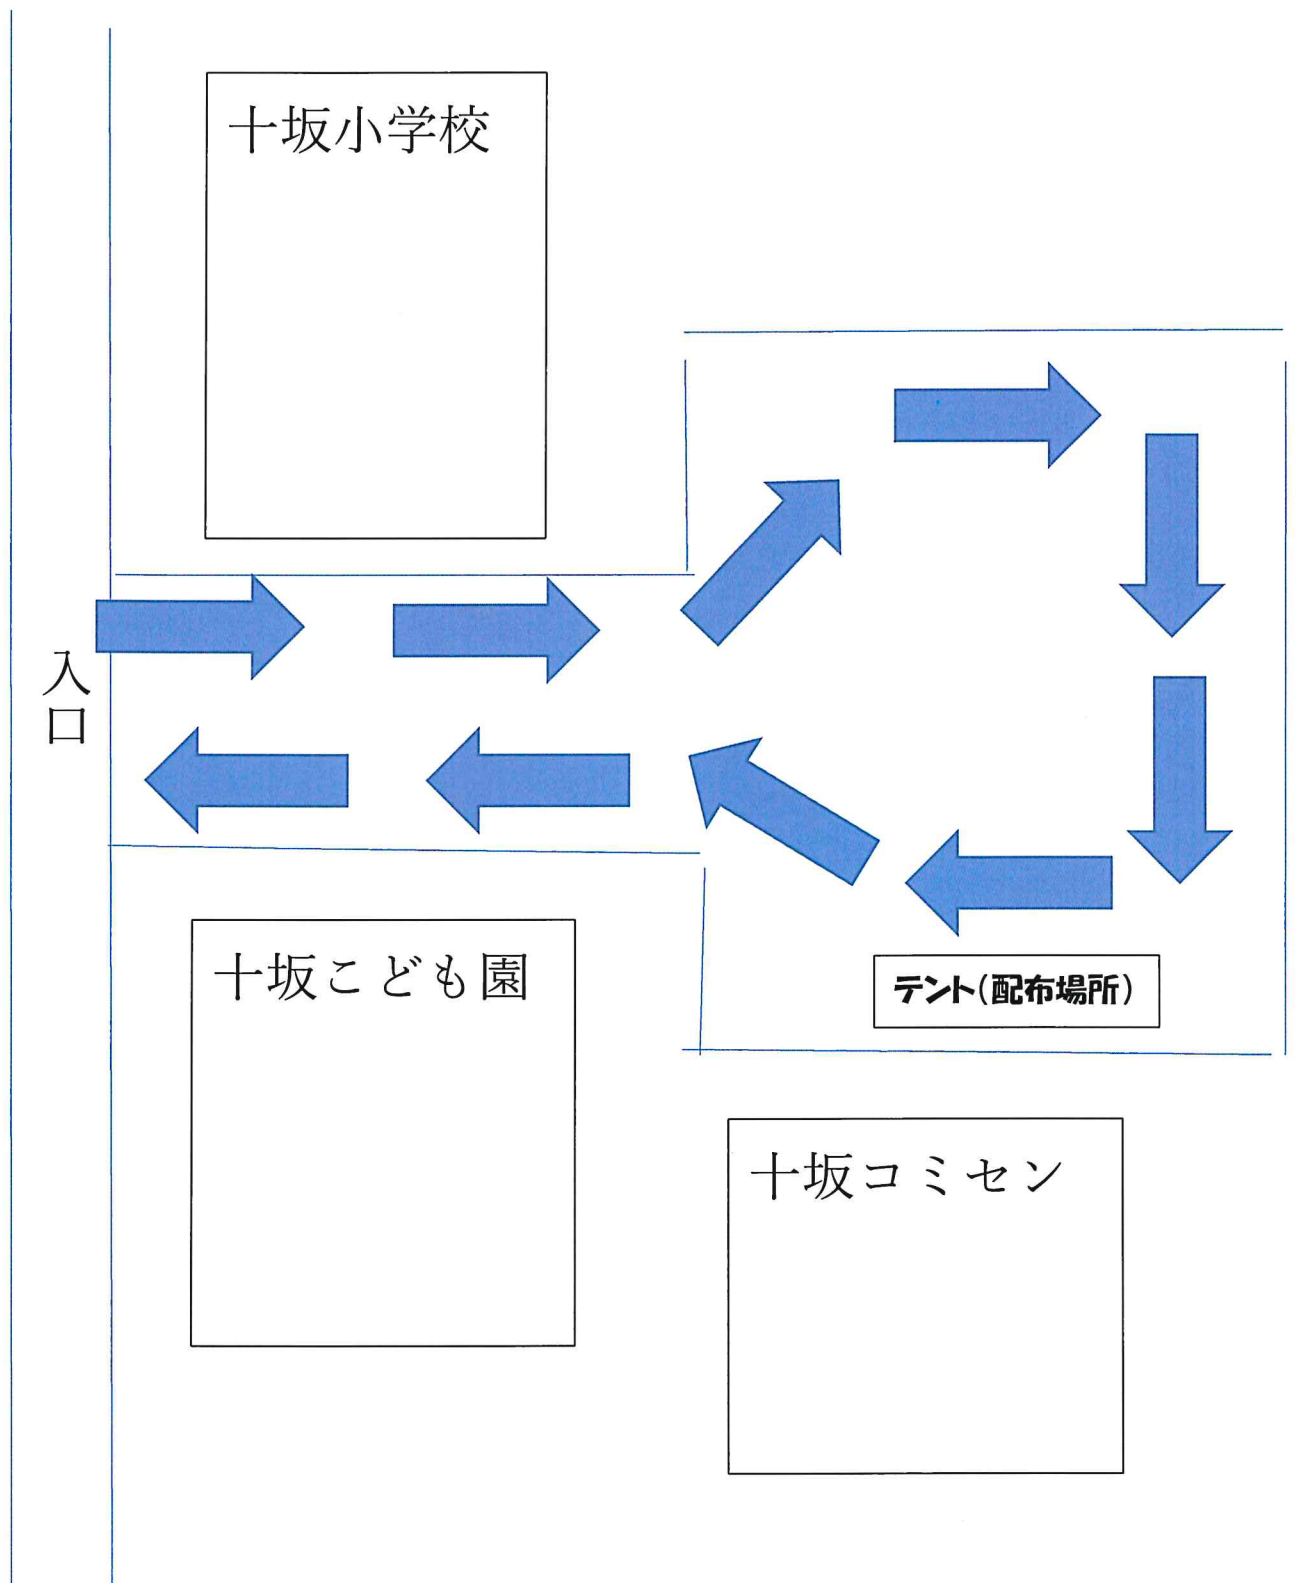 十坂小学校
入口
十坂こども園
テント(配布場所)
十坂コミセン